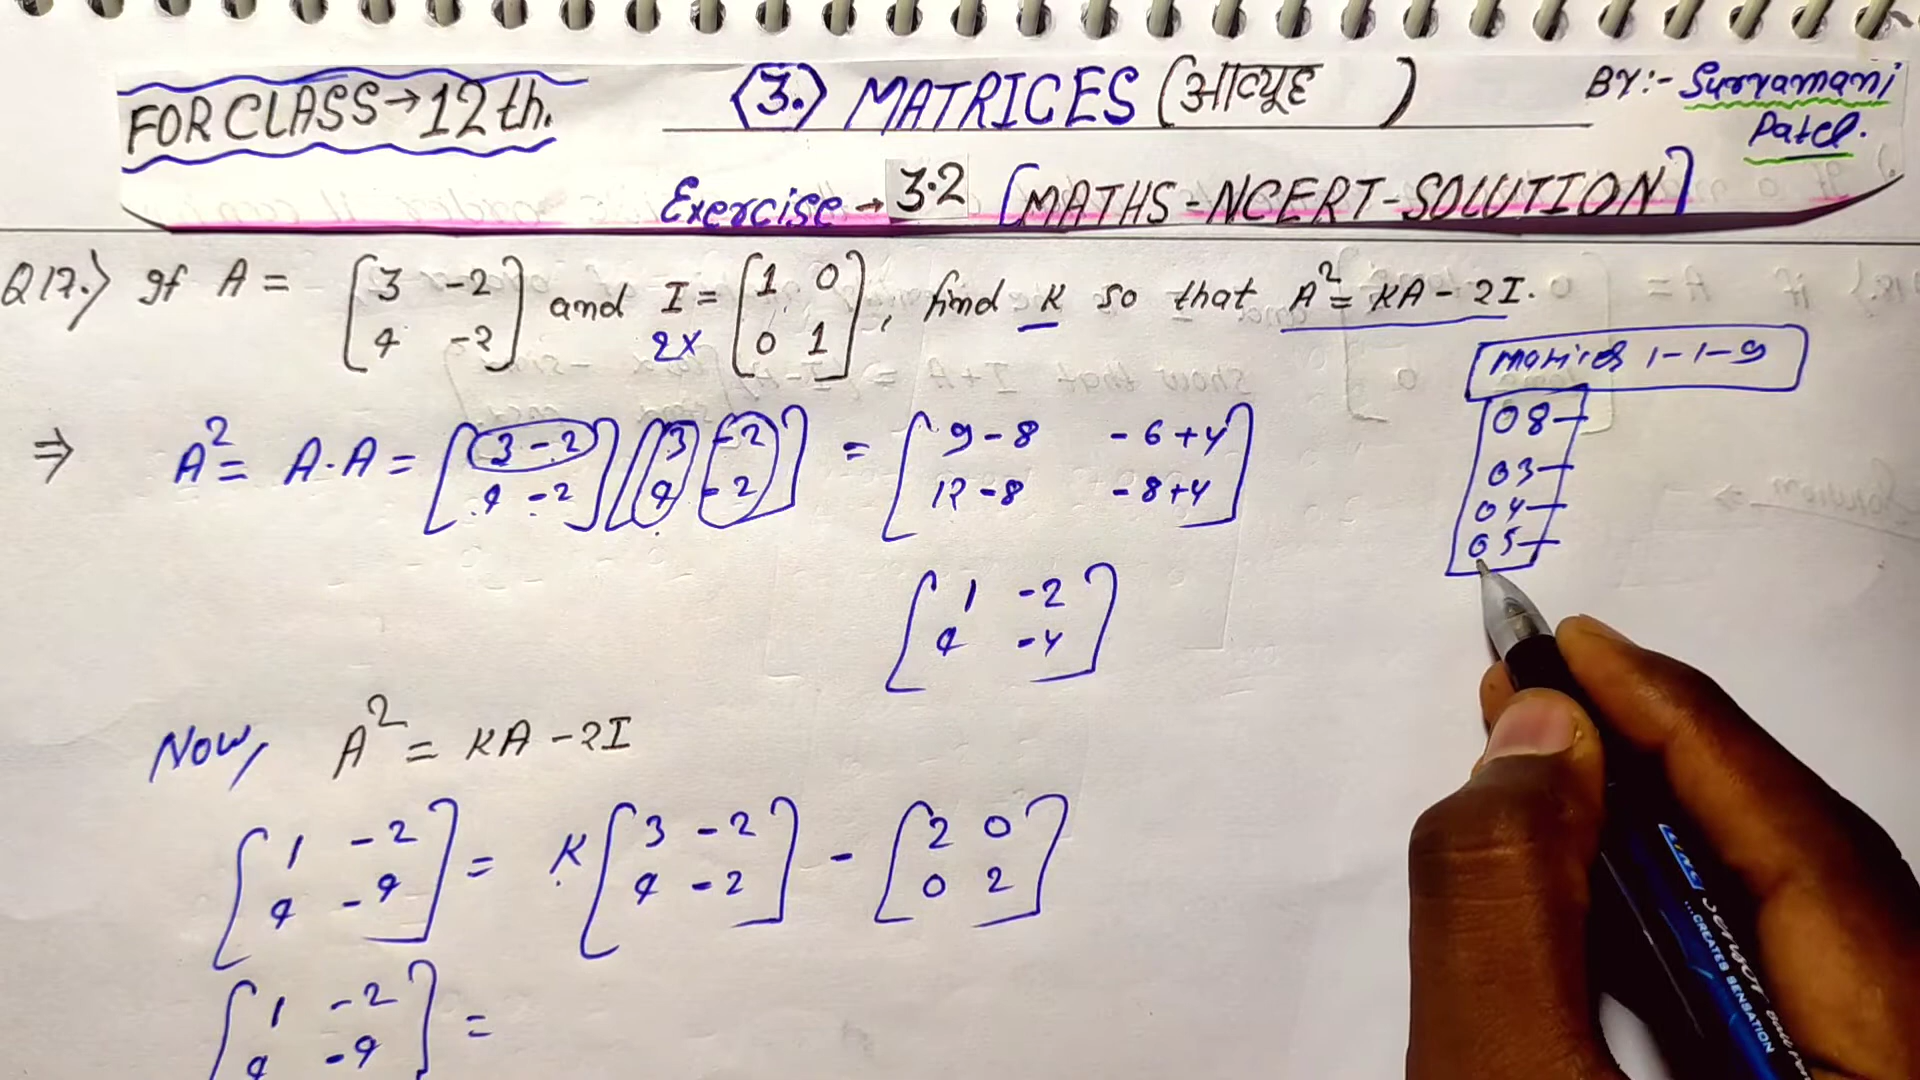 FOR CLASS → 12th.
3. MATRICES (आव्यूह )
BY:- Suryamani Patel.
Exercise → 3.2 [MATHS-NCERT-SOLUTION]
Q17.) If A = [3 -2 4 -2] and I = [1 0 0 1], find K so that A² = KA - 2I.
2x
Matrices 1-1-9
08
03
04
05
⇒ A² = A·A = [3 -2 4 -2] [3 -2 4 -2] = [9-8 -6+4 12-8 -8+4]
[1 -2 4 -4]
Now, A² = KA - 2I
[1 -2 4 -4] = K [3 -2 4 -2] - [2 0 0 2]
[1 -2 4 -4] =
LINC
...CREATES SENSATION